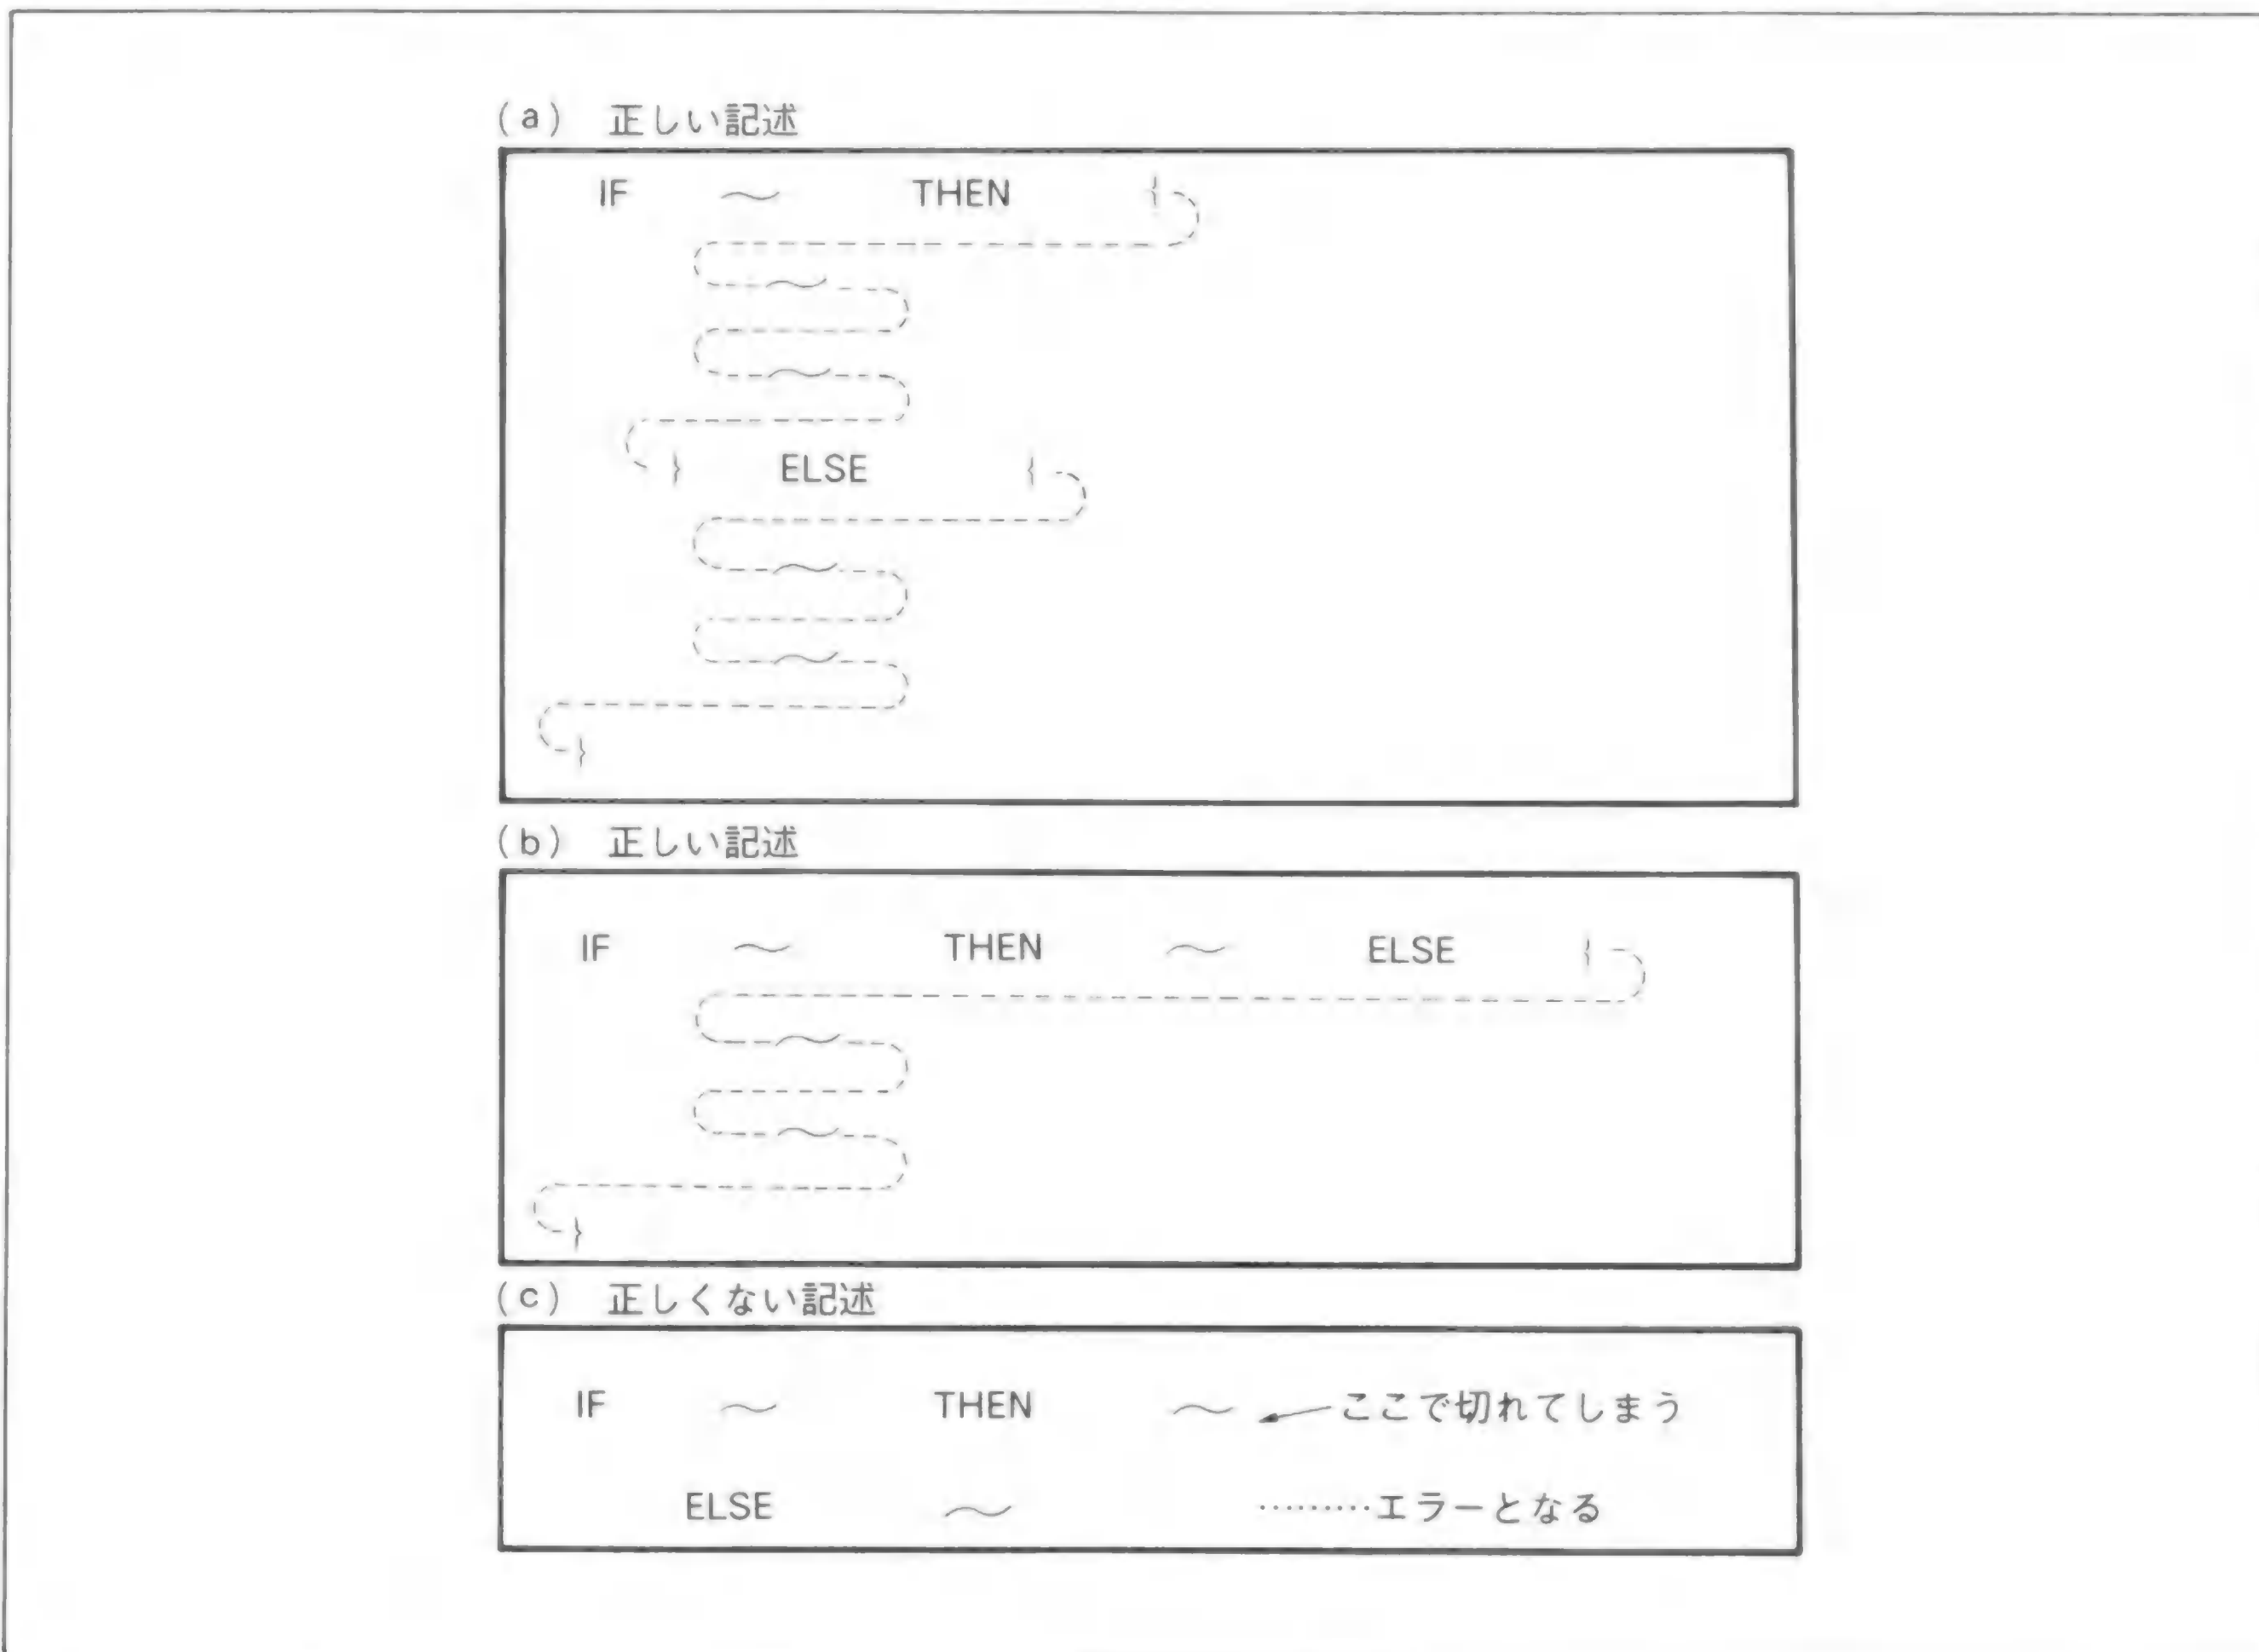 (a) 正しい記述
IF 〜 THEN {
〜
〜
} ELSE {
〜
〜
}
(b) 正しい記述
IF 〜 THEN 〜 ELSE {
〜
〜
}
(c) 正しくない記述
IF 〜 THEN 〜 ここで切れてしまう
ELSE 〜 ………エラーとなる